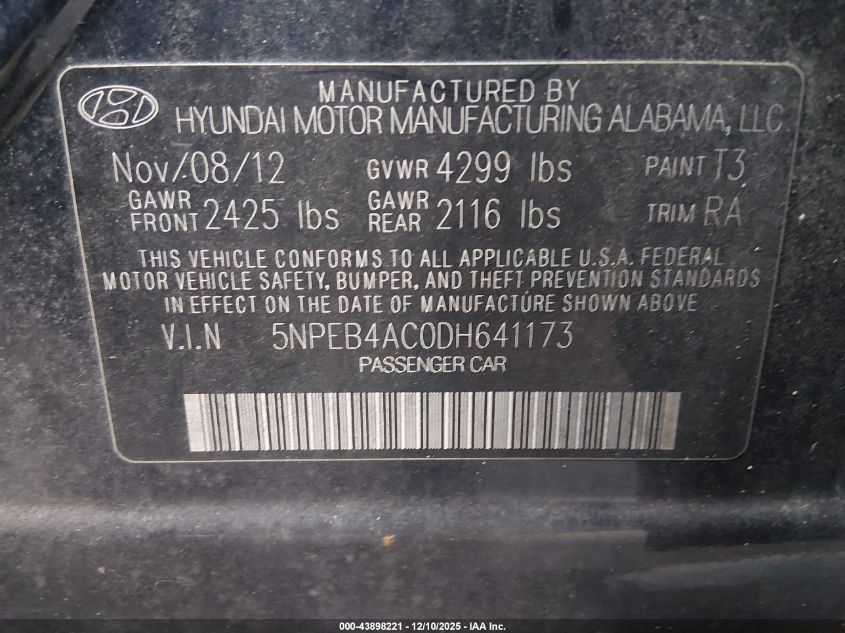 MANUFACTURED BY
HYUNDAI MOTOR MANUFACTURING ALABAMA, LLC
Nov/08/12 GVWR 4299 lbs PAINT T3
GAWR FRONT 2425 lbs GAWR REAR 2116 lbs TRIM RA
THIS VEHICLE CONFORMS TO ALL APPLICABLE U.S.A. FEDERAL
MOTOR VEHICLE SAFETY, BUMPER, AND THEFT PREVENTION STANDARDS
IN EFFECT ON THE DATE OF MANUFACTURE SHOWN ABOVE
V.I.N 5NPEB4AC0DH641173
PASSENGER CAR
000-43898221 - 12/10/2025 - IAA Inc.